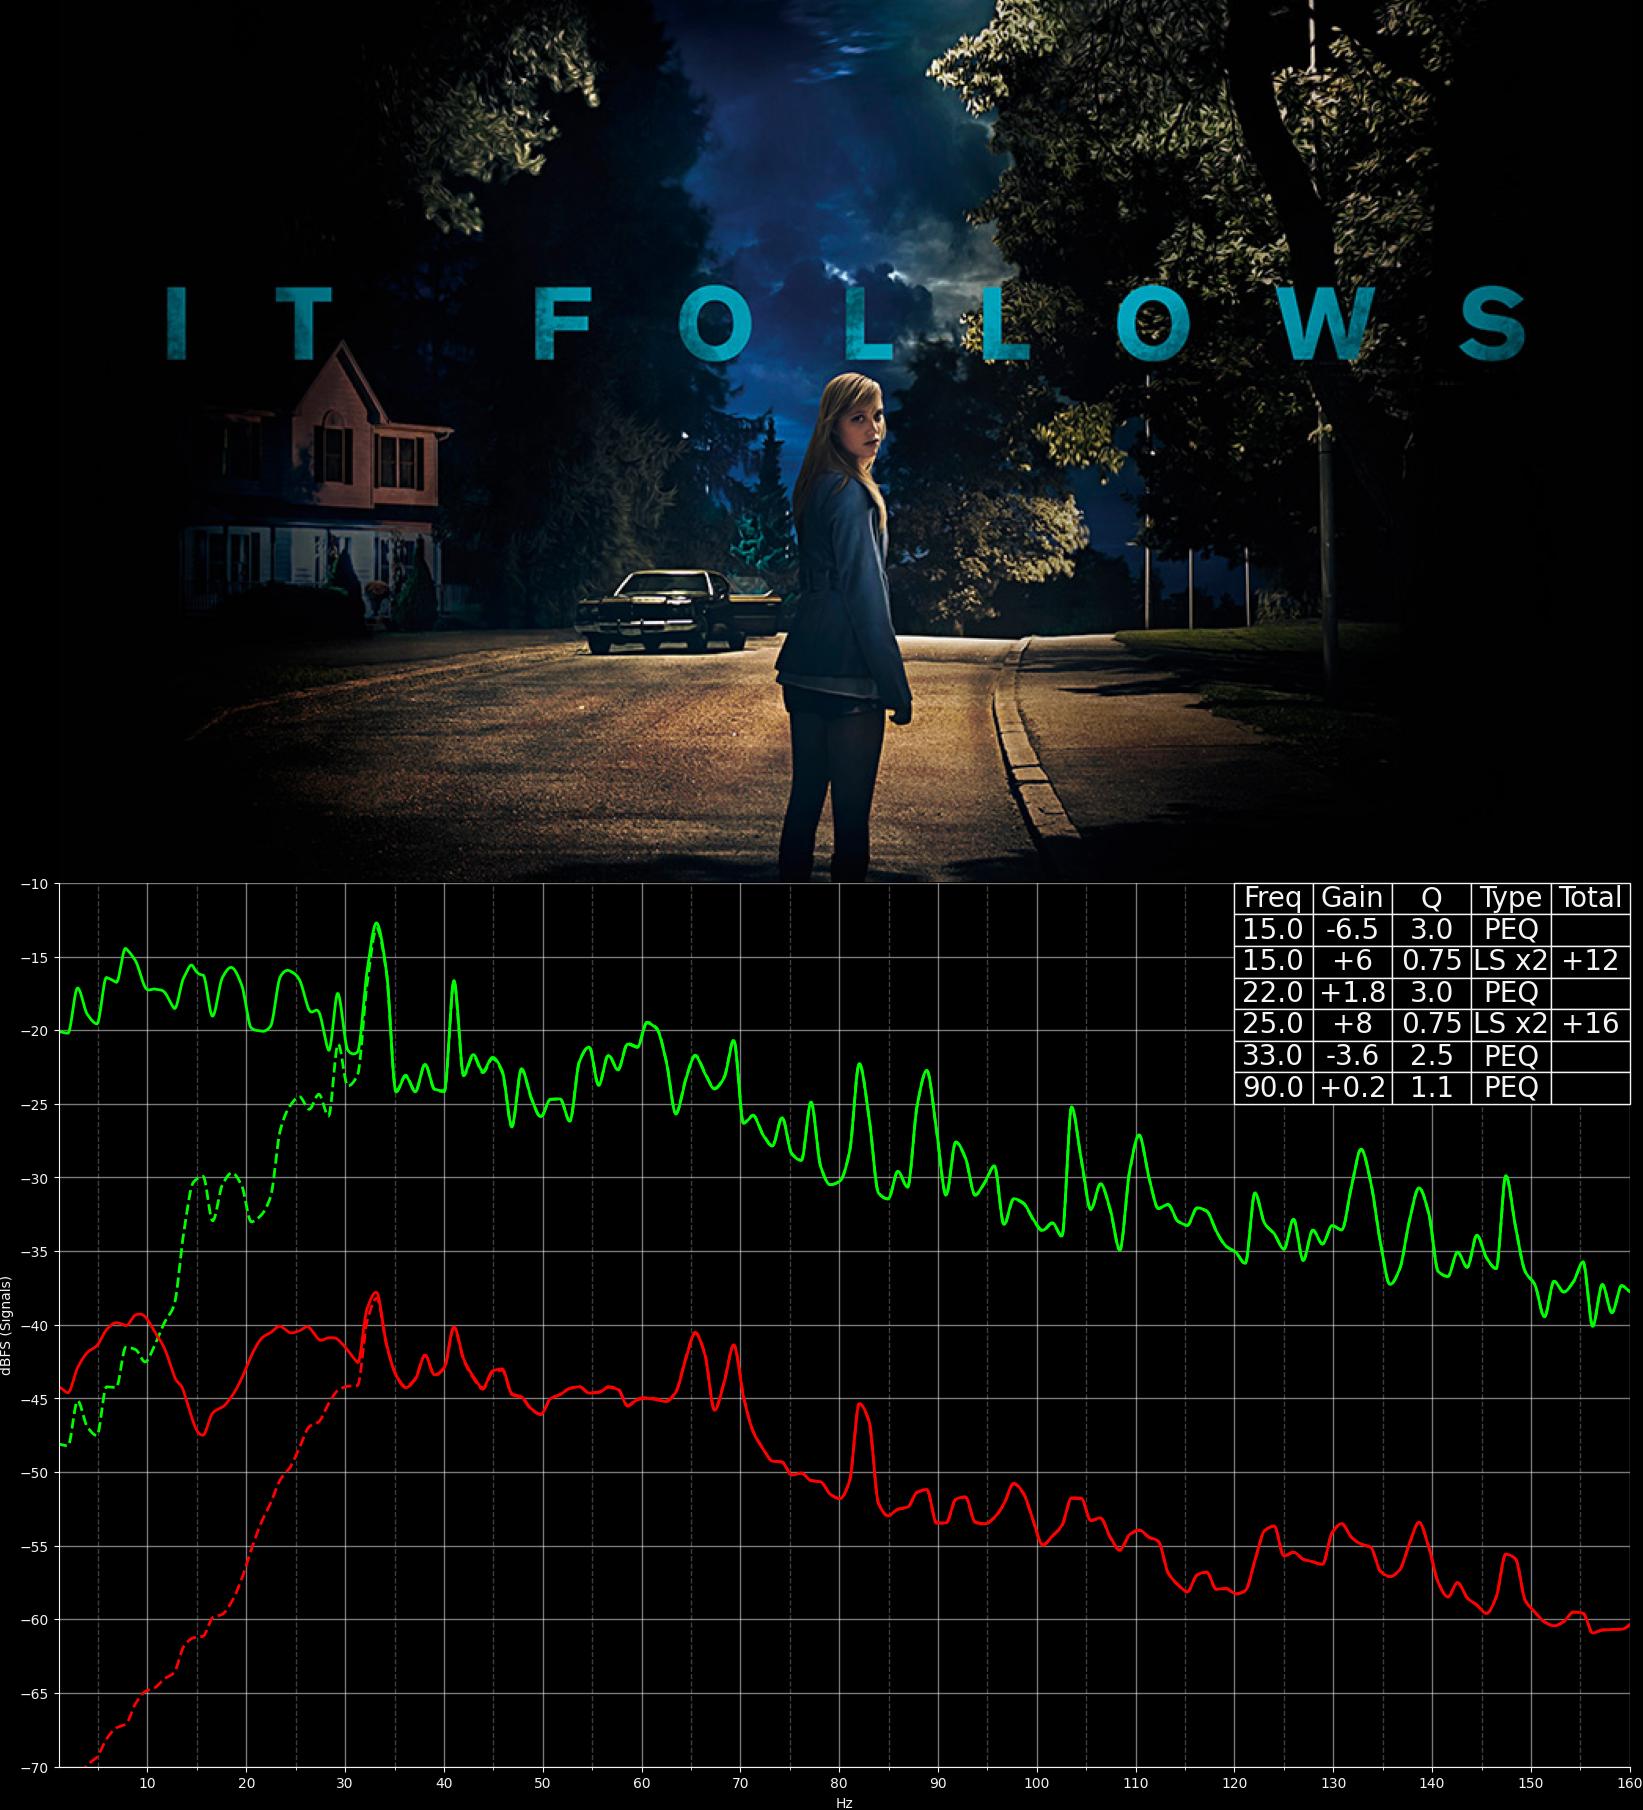 IT FOLLOWS
Freq Gain Q Type Total
15.0 -6.5 3.0 PEQ
15.0 +6 0.75 LS x2 +12
22.0 +1.8 3.0 PEQ
25.0 +8 0.75 LS x2 +16
33.0 -3.6 2.5 PEQ
90.0 +0.2 1.1 PEQ
−10
−15
−20
−25
−30
−35
−40
−45
−50
−55
−60
−65
−70
dBFS (Signals)
10 20 30 40 50 60 70 80 90 100 110 120 130 140 150 160
Hz